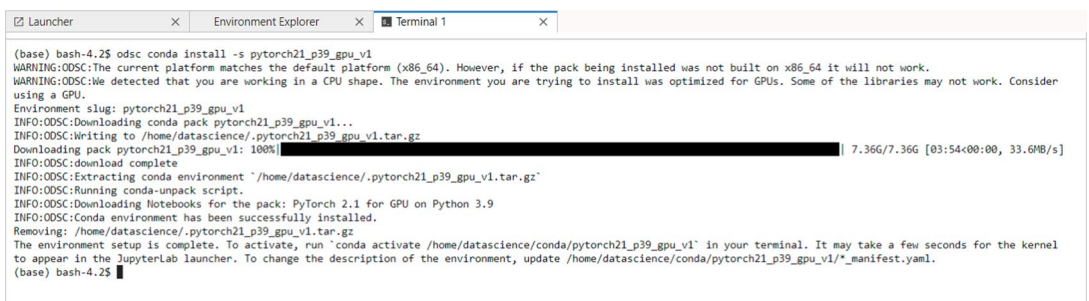 Launcher × Environment Explorer × Terminal 1 ×
(base) bash-4.2$ odsc conda install -s pytorch21_p39_gpu_v1
WARNING:ODSC:The current platform matches the default platform (x86_64). However, if the pack being installed was not built on x86_64 it will not work.
WARNING:ODSC:We detected that you are working in a CPU shape. The environment you are trying to install was optimized for GPUs. Some of the libraries may not work. Consider
using a GPU.
Environment slug: pytorch21_p39_gpu_v1
INFO:ODSC:Downloading conda pack pytorch21_p39_gpu_v1...
INFO:ODSC:Writing to /home/datascience/.pytorch21_p39_gpu_v1.tar.gz
Downloading pack pytorch21_p39_gpu_v1: 100%|██████████| 7.36G/7.36G [03:54<00:00, 33.6MB/s]
INFO:ODSC:download complete
INFO:ODSC:Extracting conda environment `/home/datascience/.pytorch21_p39_gpu_v1.tar.gz`
INFO:ODSC:Running conda-unpack script.
INFO:ODSC:Downloading Notebooks for the pack: PyTorch 2.1 for GPU on Python 3.9
INFO:ODSC:Conda environment has been successfully installed.
Removing: /home/datascience/.pytorch21_p39_gpu_v1.tar.gz
The environment setup is complete. To activate, run `conda activate /home/datascience/conda/pytorch21_p39_gpu_v1` in your terminal. It may take a few seconds for the kernel
to appear in the JupyterLab launcher. To change the description of the environment, update /home/datascience/conda/pytorch21_p39_gpu_v1/*_manifest.yaml.
(base) bash-4.2$